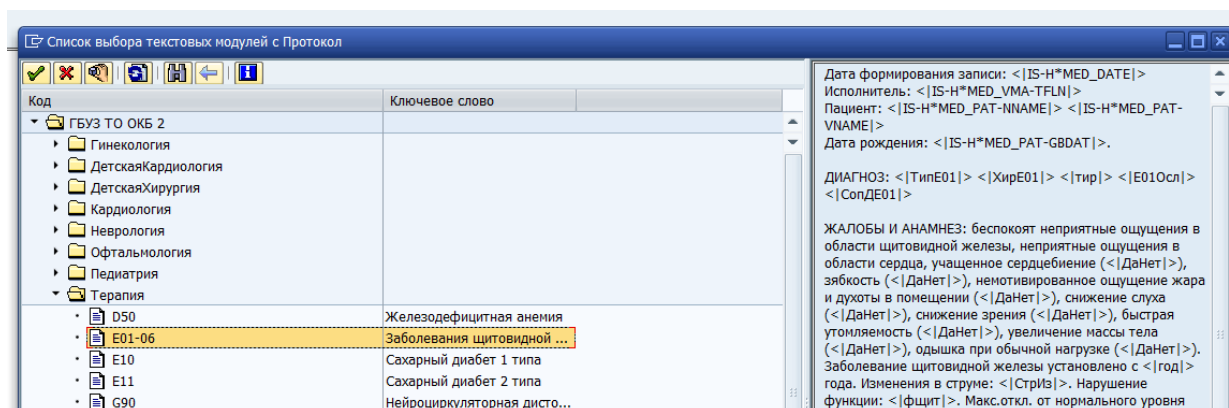 Список выбора текстовых модулей с Протокол
Код Ключевое слово
ГБУЗ ТО ОКБ 2
Гинекология
ДетскаяКардиология
ДетскаяХирургия
Кардиология
Неврология
Офтальмология
Педиатрия
Терапия
D50 Железодефицитная анемия
E01-06 Заболевания щитовидной ...
E10 Сахарный диабет 1 типа
E11 Сахарный диабет 2 типа
G90 Нейроциркуляторная дисто...
Дата формирования записи: <|IS-H*MED_DATE|>
Исполнитель: <|IS-H*MED_VMA-TFLN|>
Пациент: <|IS-H*MED_PAT-NNAME|> <|IS-H*MED_PAT-
VNAME|>
Дата рождения: <|IS-H*MED_PAT-GBDAT|>.
ДИАГНОЗ: <|ТипЕ01|> <|ХирЕ01|> <|тир|> <|Е01Осл|>
<|СопДЕ01|>
ЖАЛОБЫ И АНАМНЕЗ: беспокоят неприятные ощущения в
области щитовидной железы, неприятные ощущения в
области сердца, учащенное сердцебиение (<|ДаНет|>),
зябкость (<|ДаНет|>), немотивированное ощущение жара
и духоты в помещении (<|ДаНет|>), снижение слуха
(<|ДаНет|>), снижение зрения (<|ДаНет|>), быстрая
утомляемость (<|ДаНет|>), увеличение массы тела
(<|ДаНет|>), одышка при обычной нагрузке (<|ДаНет|>).
Заболевание щитовидной железы установлено с <|год|>
года. Изменения в струме: <|СтрИз|>. Нарушение
функции: <|фщит|>. Макс.откл. от нормального уровня